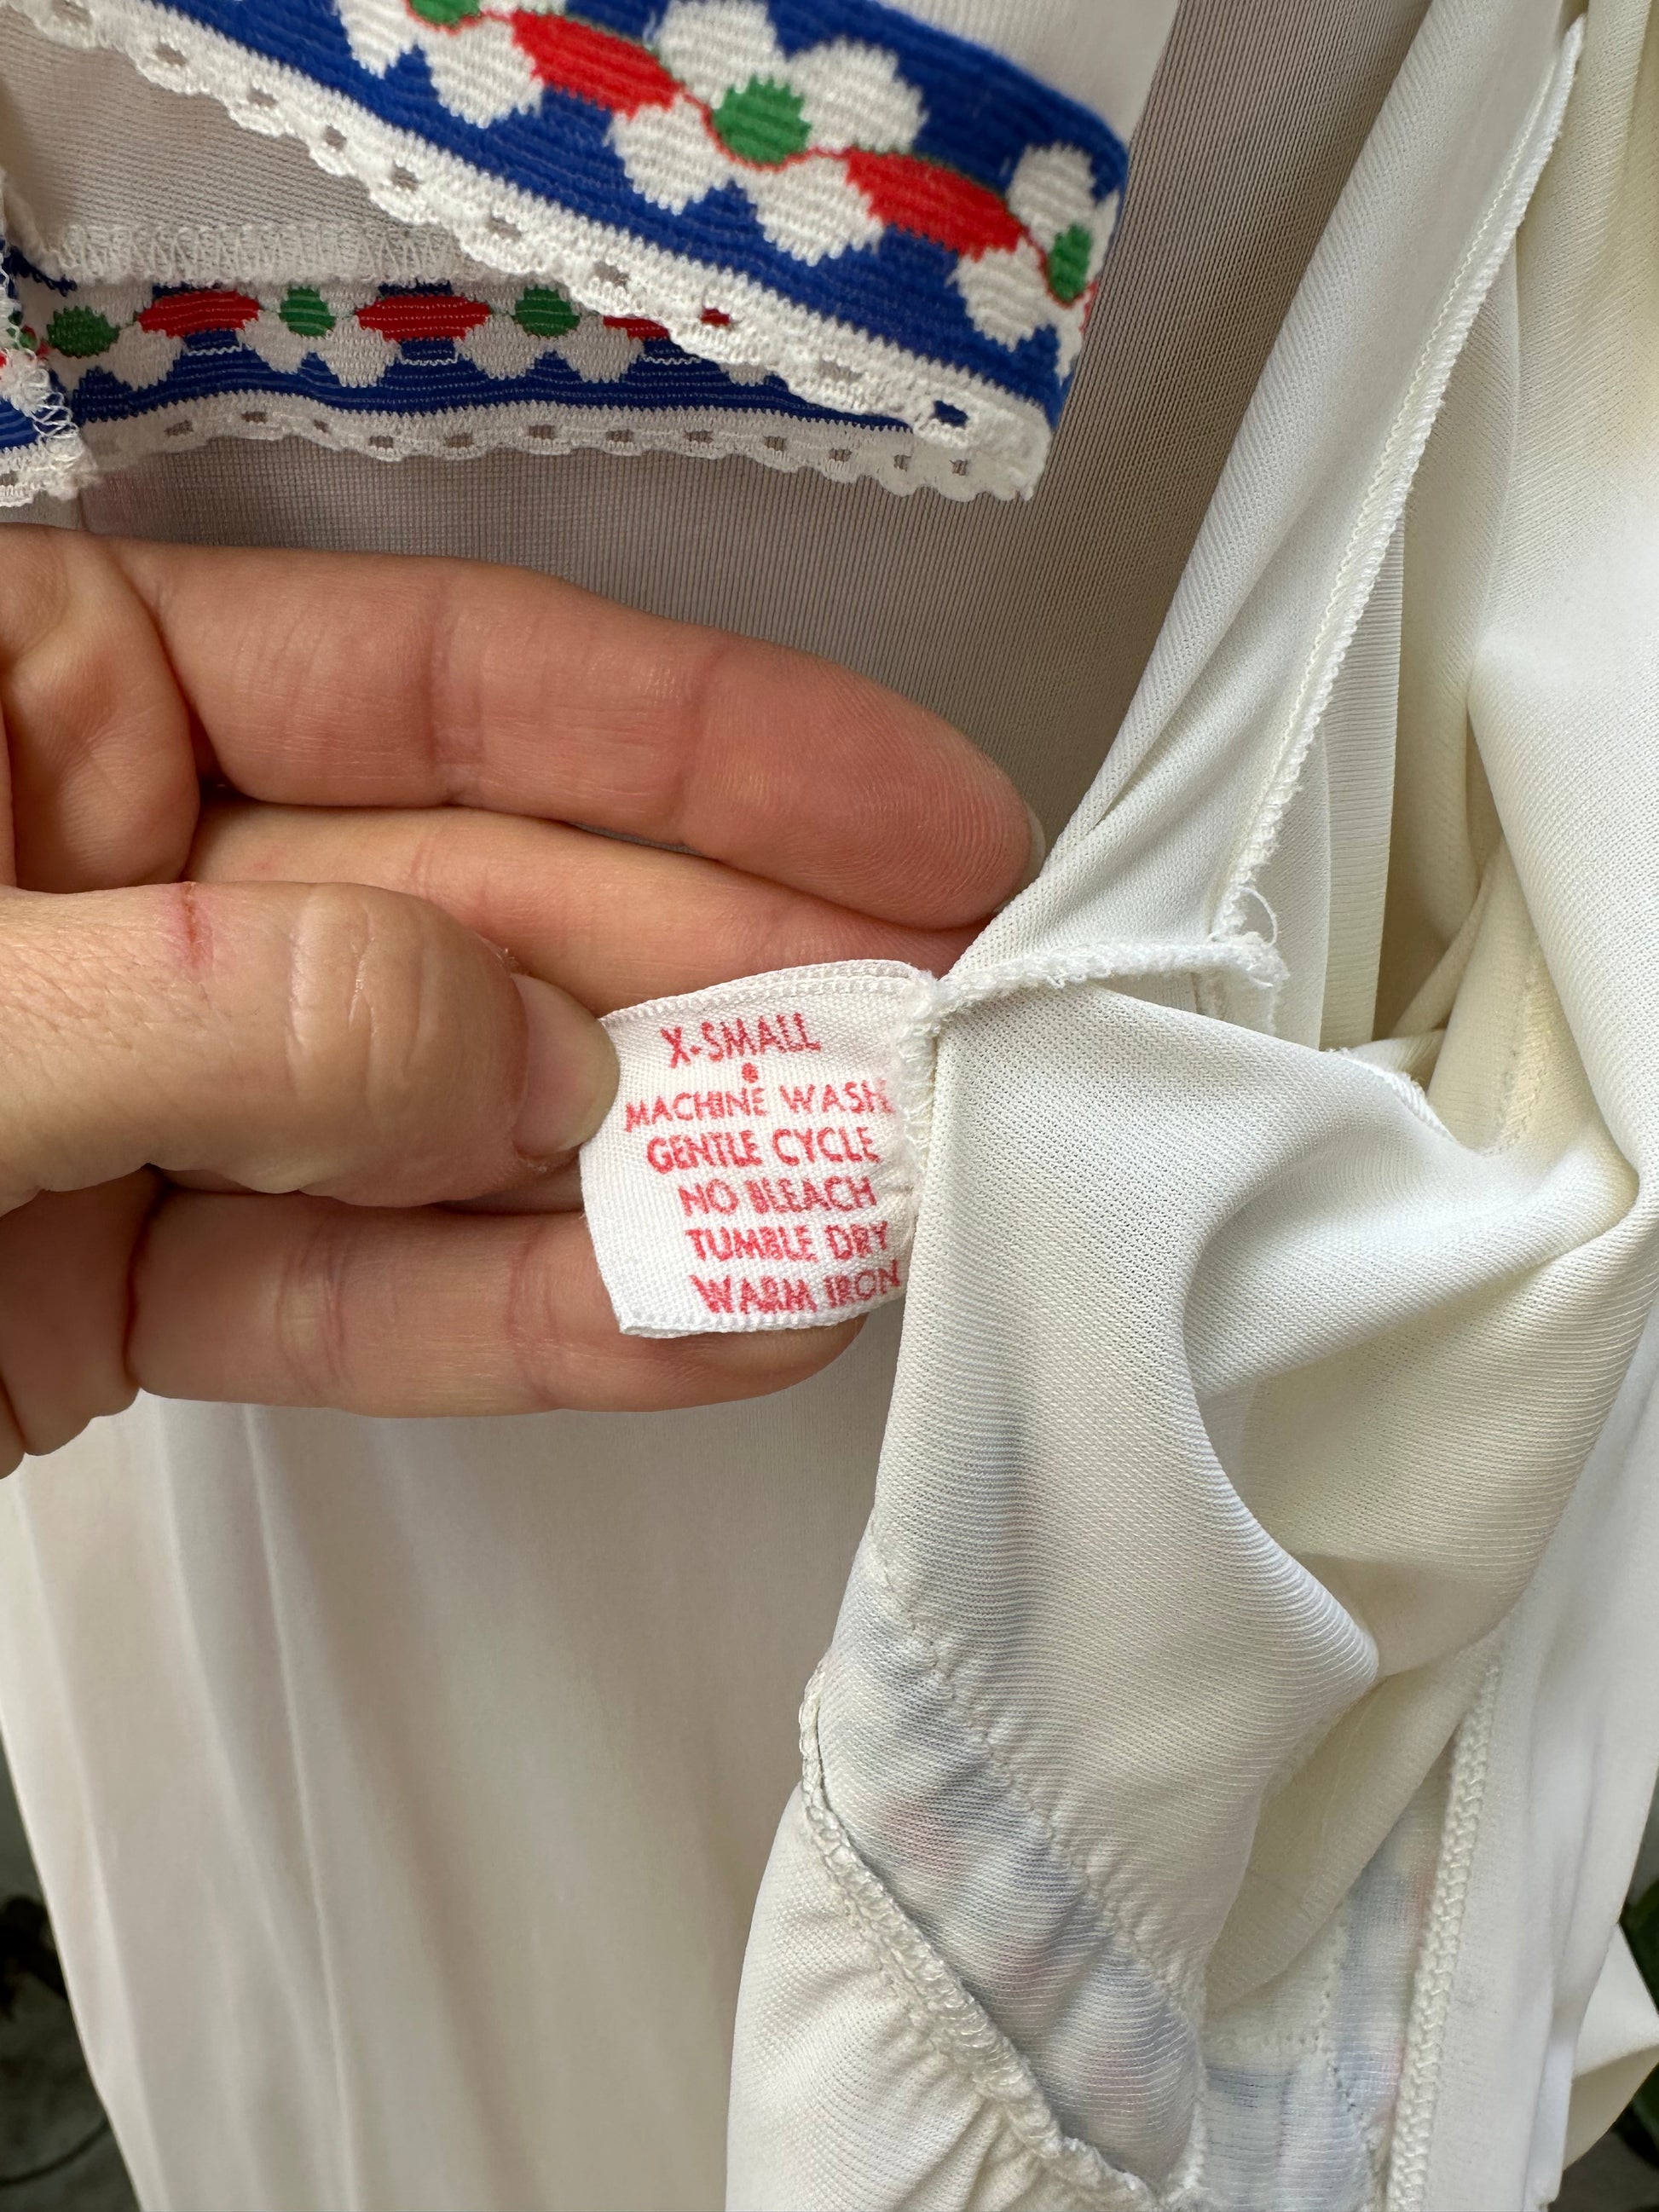 X-SMALL
•
MACHINE WASH
GENTLE CYCLE
NO BLEACH
TUMBLE DRY
WARM IRON